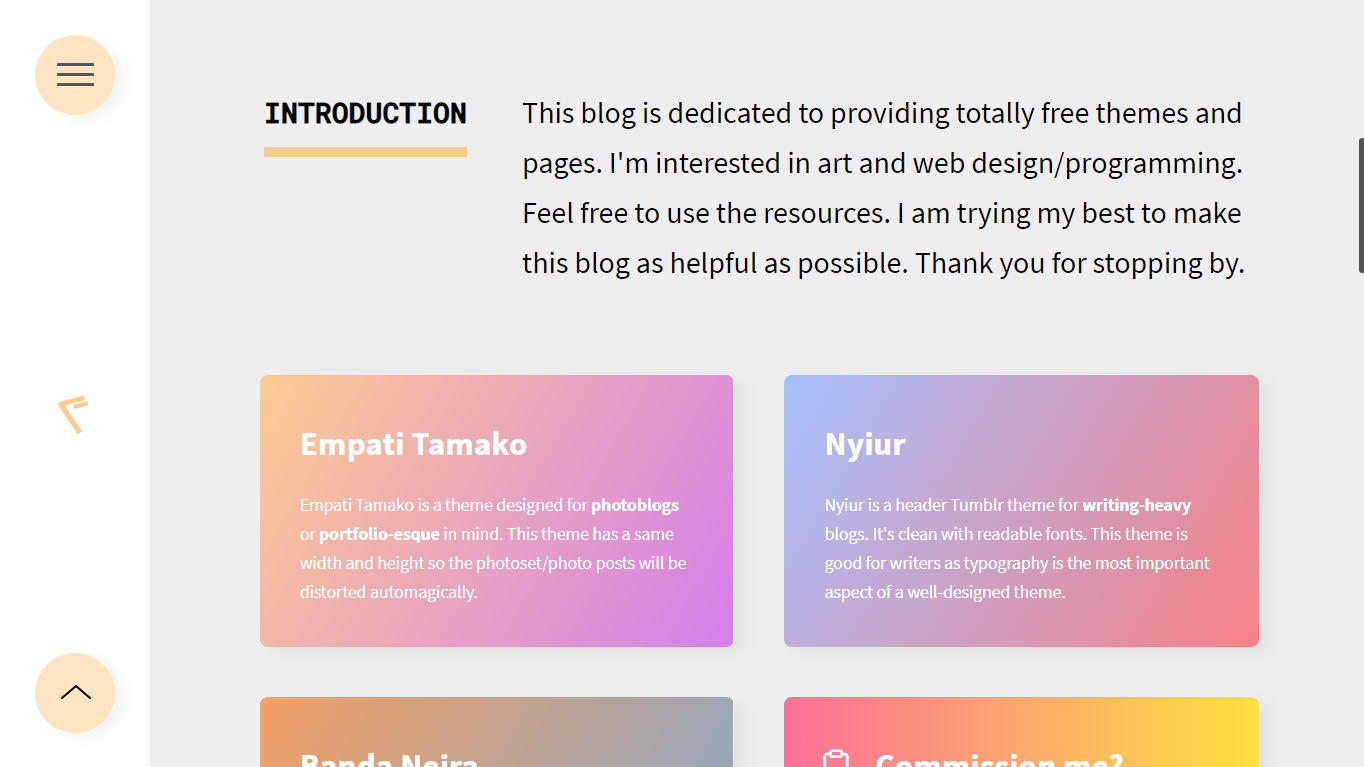 INTRODUCTION
This blog is dedicated to providing totally free themes and
pages. I'm interested in art and web design/programming.
Feel free to use the resources. I am trying my best to make
this blog as helpful as possible. Thank you for stopping by.
Empati Tamako
Empati Tamako is a theme designed for photoblogs
or portfolio-esque in mind. This theme has a same
width and height so the photoset/photo posts will be
distorted automagically.
Nyiur
Nyiur is a header Tumblr theme for writing-heavy
blogs. It's clean with readable fonts. This theme is
good for writers as typography is the most important
aspect of a well-designed theme.
Banda Neira
Commission me?